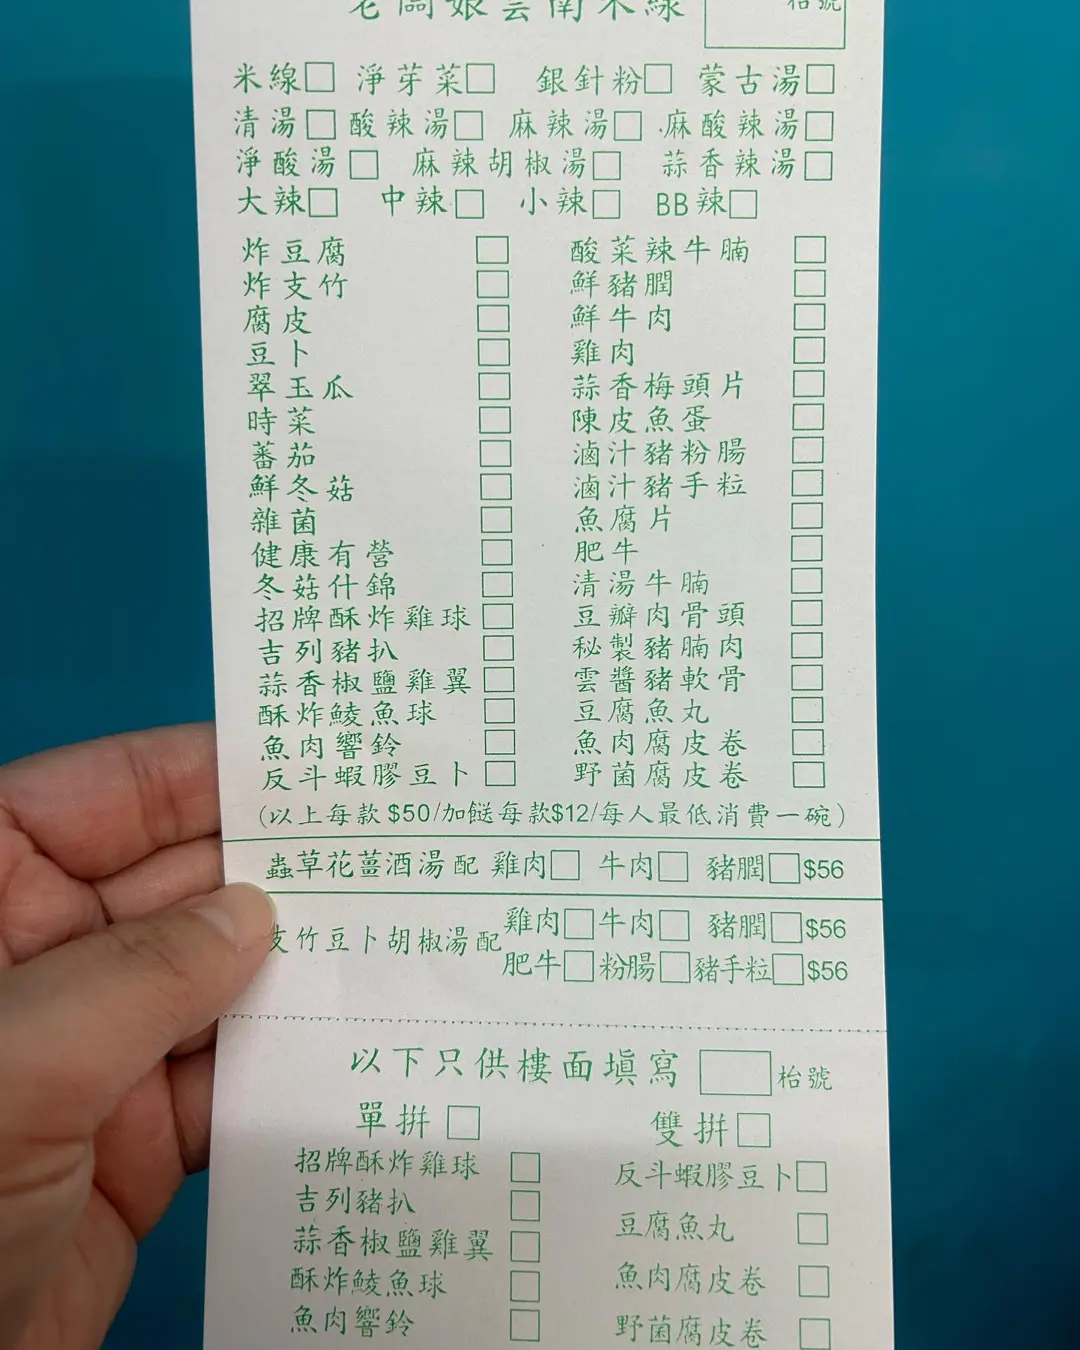 老闆娘雲南米線 枱號
米線□ 淨芽菜□ 銀針粉□ 蒙古湯□
清湯□ 酸辣湯□ 麻辣湯□ 麻酸辣湯□
淨酸湯□ 麻辣胡椒湯□ 蒜香辣湯□
大辣□ 中辣□ 小辣□ BB辣□
炸豆腐□ 酸菜辣牛腩□
炸支竹□ 鮮豬膶□
腐皮□ 鮮牛肉□
豆卜□ 雞肉□
翠玉瓜□ 蒜香梅頭片□
時菜□ 陳皮魚蛋□
蕃茄□ 滷汁豬粉腸□
鮮冬菇□ 滷汁豬手粒□
雜菌□ 魚腐片□
健康有營□ 肥牛□
冬菇什錦□ 清湯牛腩□
招牌酥炸雞球□ 豆瓣肉骨頭□
吉列豬扒□ 秘製豬腩肉□
蒜香椒鹽雞翼□ 雲醬豬軟骨□
酥炸鯪魚球□ 豆腐魚丸□
魚肉響鈴□ 魚肉腐皮卷□
反斗蝦膠豆卜□ 野菌腐皮卷□
(以上每款 $50/加餸每款$12/每人最低消費一碗)
蟲草花薑酒湯配 雞肉□ 牛肉□ 豬膶□$56
支竹豆卜胡椒湯配 雞肉□牛肉□ 豬膶□$56
肥牛□粉腸□豬手粒□$56
以下只供樓面填寫 □枱號
單拼□ 雙拼□
招牌酥炸雞球□ 反斗蝦膠豆卜□
吉列豬扒□ 豆腐魚丸□
蒜香椒鹽雞翼□ 魚肉腐皮卷□
酥炸鯪魚球□ 野菌腐皮卷□
魚肉響鈴□